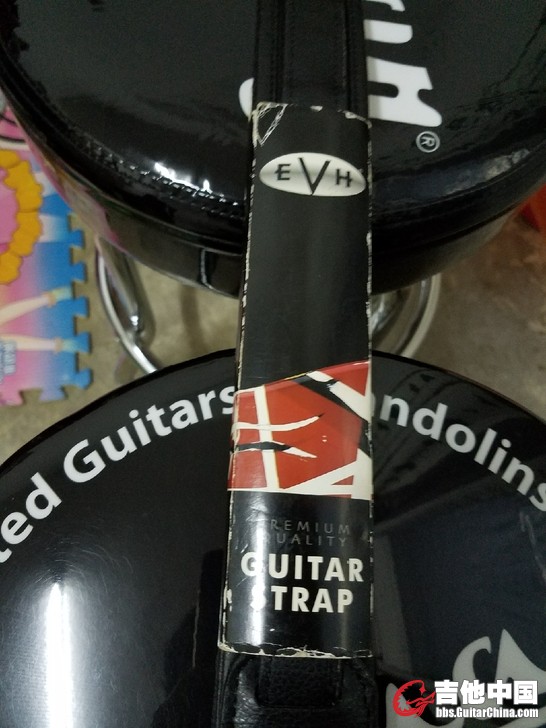 ®
EVH
ted Guitars
andolins
PREMIUM
QUALITY
GUITAR
STRAP
吉他中国
bbs.GuitarChina.com